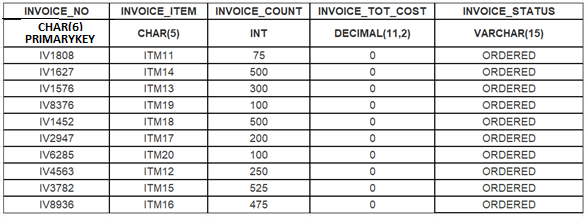 INVOICE_NO INVOICE_ITEM INVOICE_COUNT INVOICE_TOT_COST INVOICE_STATUS
CHAR(6) PRIMARYKEY CHAR(5) INT DECIMAL(11,2) VARCHAR(15)
IV1808 ITM11 75 0 ORDERED
IV1627 ITM14 500 0 ORDERED
IV1576 ITM13 300 0 ORDERED
IV8376 ITM19 100 0 ORDERED
IV1452 ITM18 500 0 ORDERED
IV2947 ITM17 200 0 ORDERED
IV6285 ITM20 100 0 ORDERED
IV4563 ITM12 250 0 ORDERED
IV3782 ITM15 525 0 ORDERED
IV8936 ITM16 475 0 ORDERED